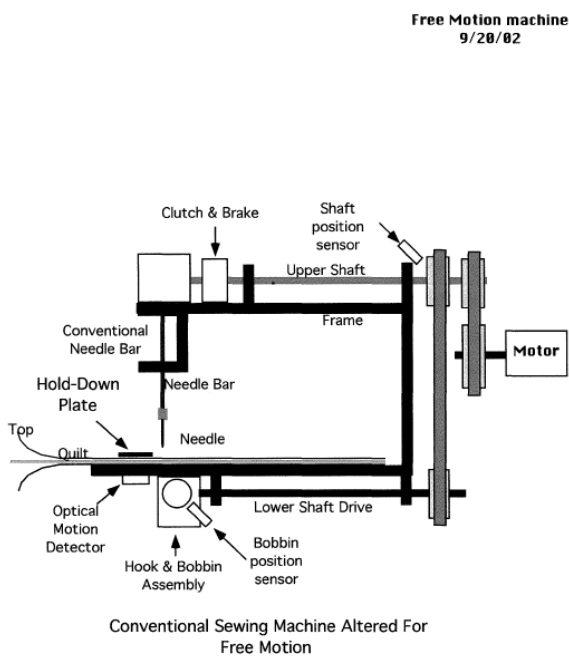 Free Motion machine
9/20/02
Clutch & Brake
Shaft
position
sensor
Upper Shaft
Frame
Conventional
Needle Bar
Motor
Hold-Down
Plate
Needle Bar
Top
Quilt
Needle
Optical
Motion
Detector
Lower Shaft Drive
Hook & Bobbin
Assembly
Bobbin
position
sensor
Conventional Sewing Machine Altered For
Free Motion